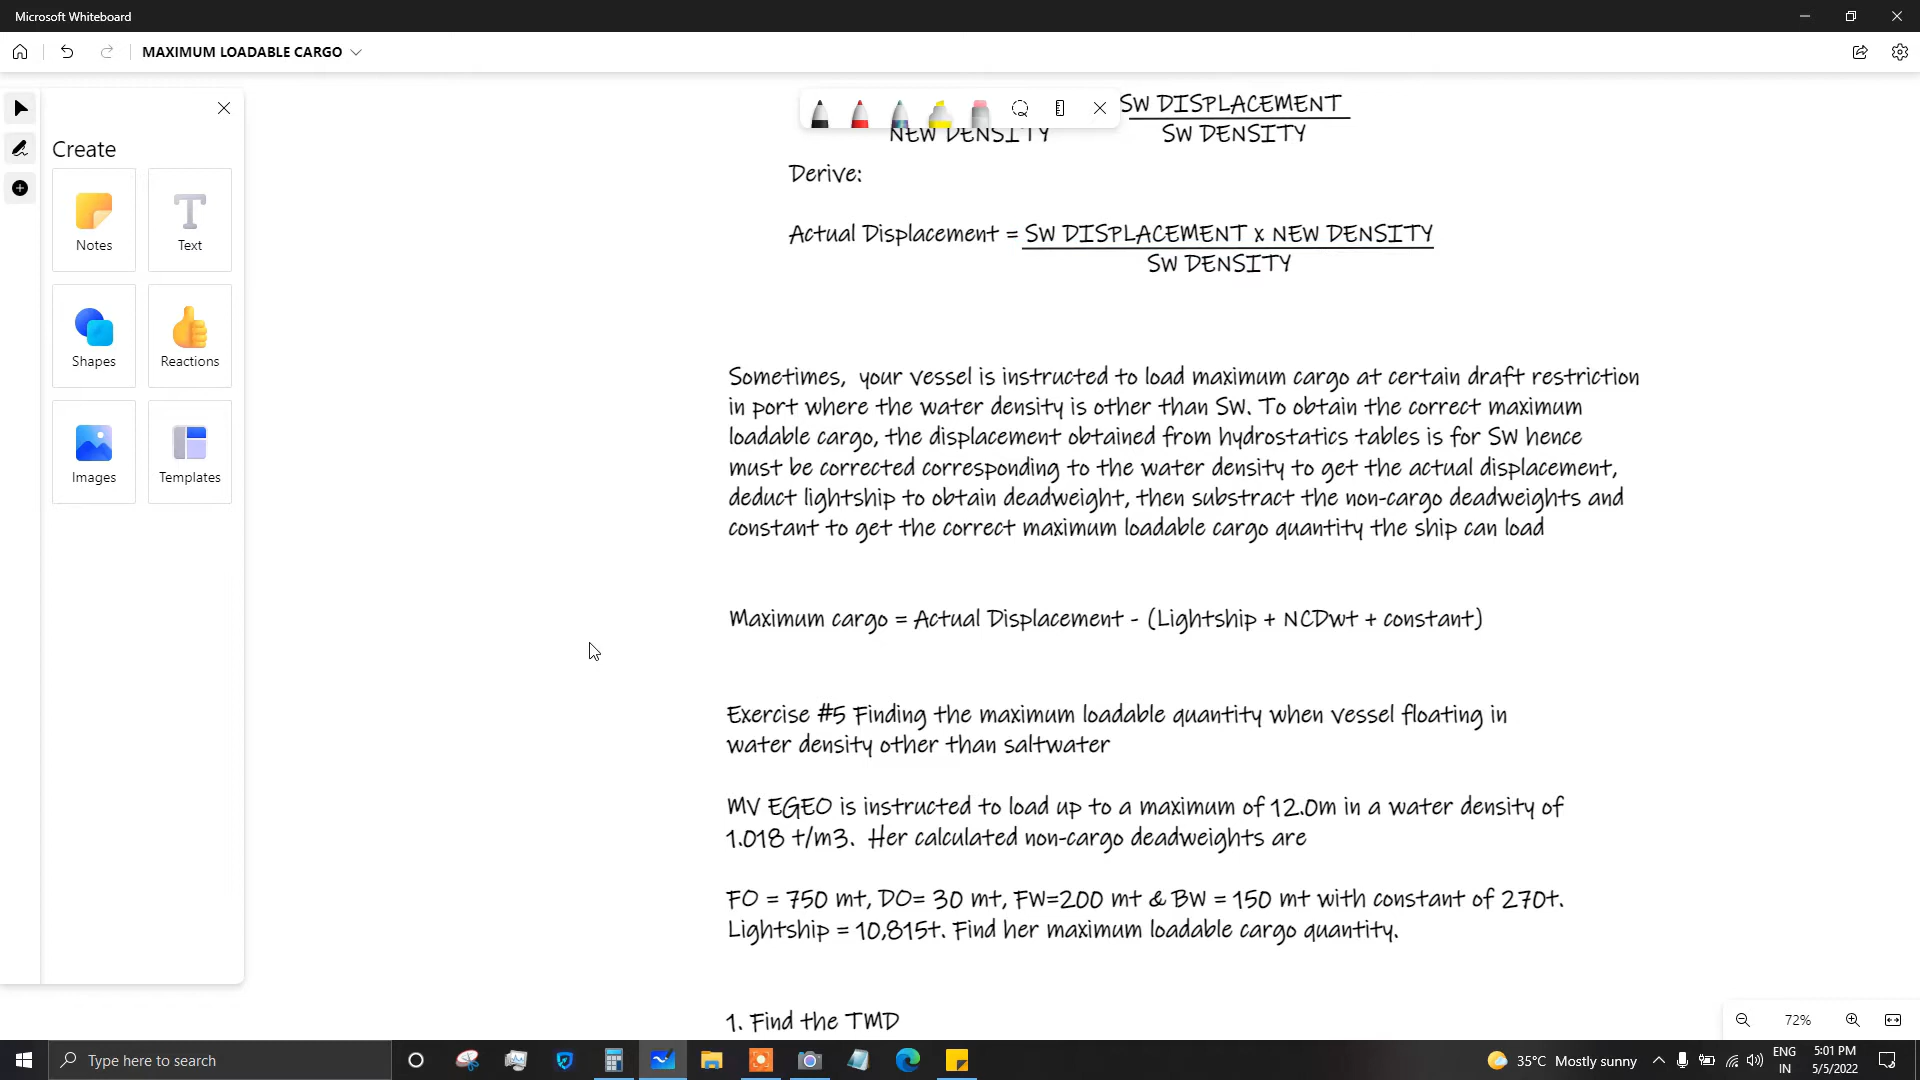 Microsoft Whiteboard
MAXIMUM LOADABLE CARGO
Create
Notes
Text
Shapes
Reactions
Images
Templates
SW DISPLACEMENT
NEW DENSITY
SW DENSITY
Derive:
Actual Displacement = SW DISPLACEMENT x NEW DENSITY
SW DENSITY
Sometimes, your vessel is instructed to load maximum cargo at certain draft restriction
in port where the water density is other than SW. To obtain the correct maximum
loadable cargo, the displacement obtained from hydrostatics tables is for SW hence
must be corrected corresponding to the water density to get the actual displacement,
deduct lightship to obtain deadweight, then substract the non-cargo deadweights and
constant to get the correct maximum loadable cargo quantity the ship can load
Maximum cargo = Actual Displacement - (Lightship + NCDwt + constant)
Exercise #5 Finding the maximum loadable quantity when vessel floating in
water density other than saltwater
MV EGEO is instructed to load up to a maximum of 12.0m in a water density of
1.018 t/m3. Her calculated non-cargo deadweights are
FO = 750 mt, DO= 30 mt, FW=200 mt & BW = 150 mt with constant of 270t.
Lightship = 10,815t. Find her maximum loadable cargo quantity.
1. Find the TMD
72%
Type here to search
35°C Mostly sunny
ENG
IN
5:01 PM
5/5/2022